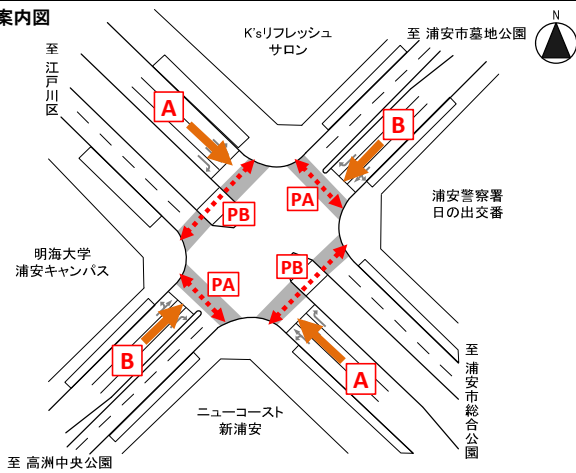 案内図
K'sリフレッシュ
サロン
至 浦安市墓地公園
N
至 江戸川区
A
B
浦安警察署
日の出交番
PA
PB
明海大学
浦安キャンパス
PB
PA
B
A
至 浦安市総合公園
ニューコースト
新浦安
至 高洲中央公園